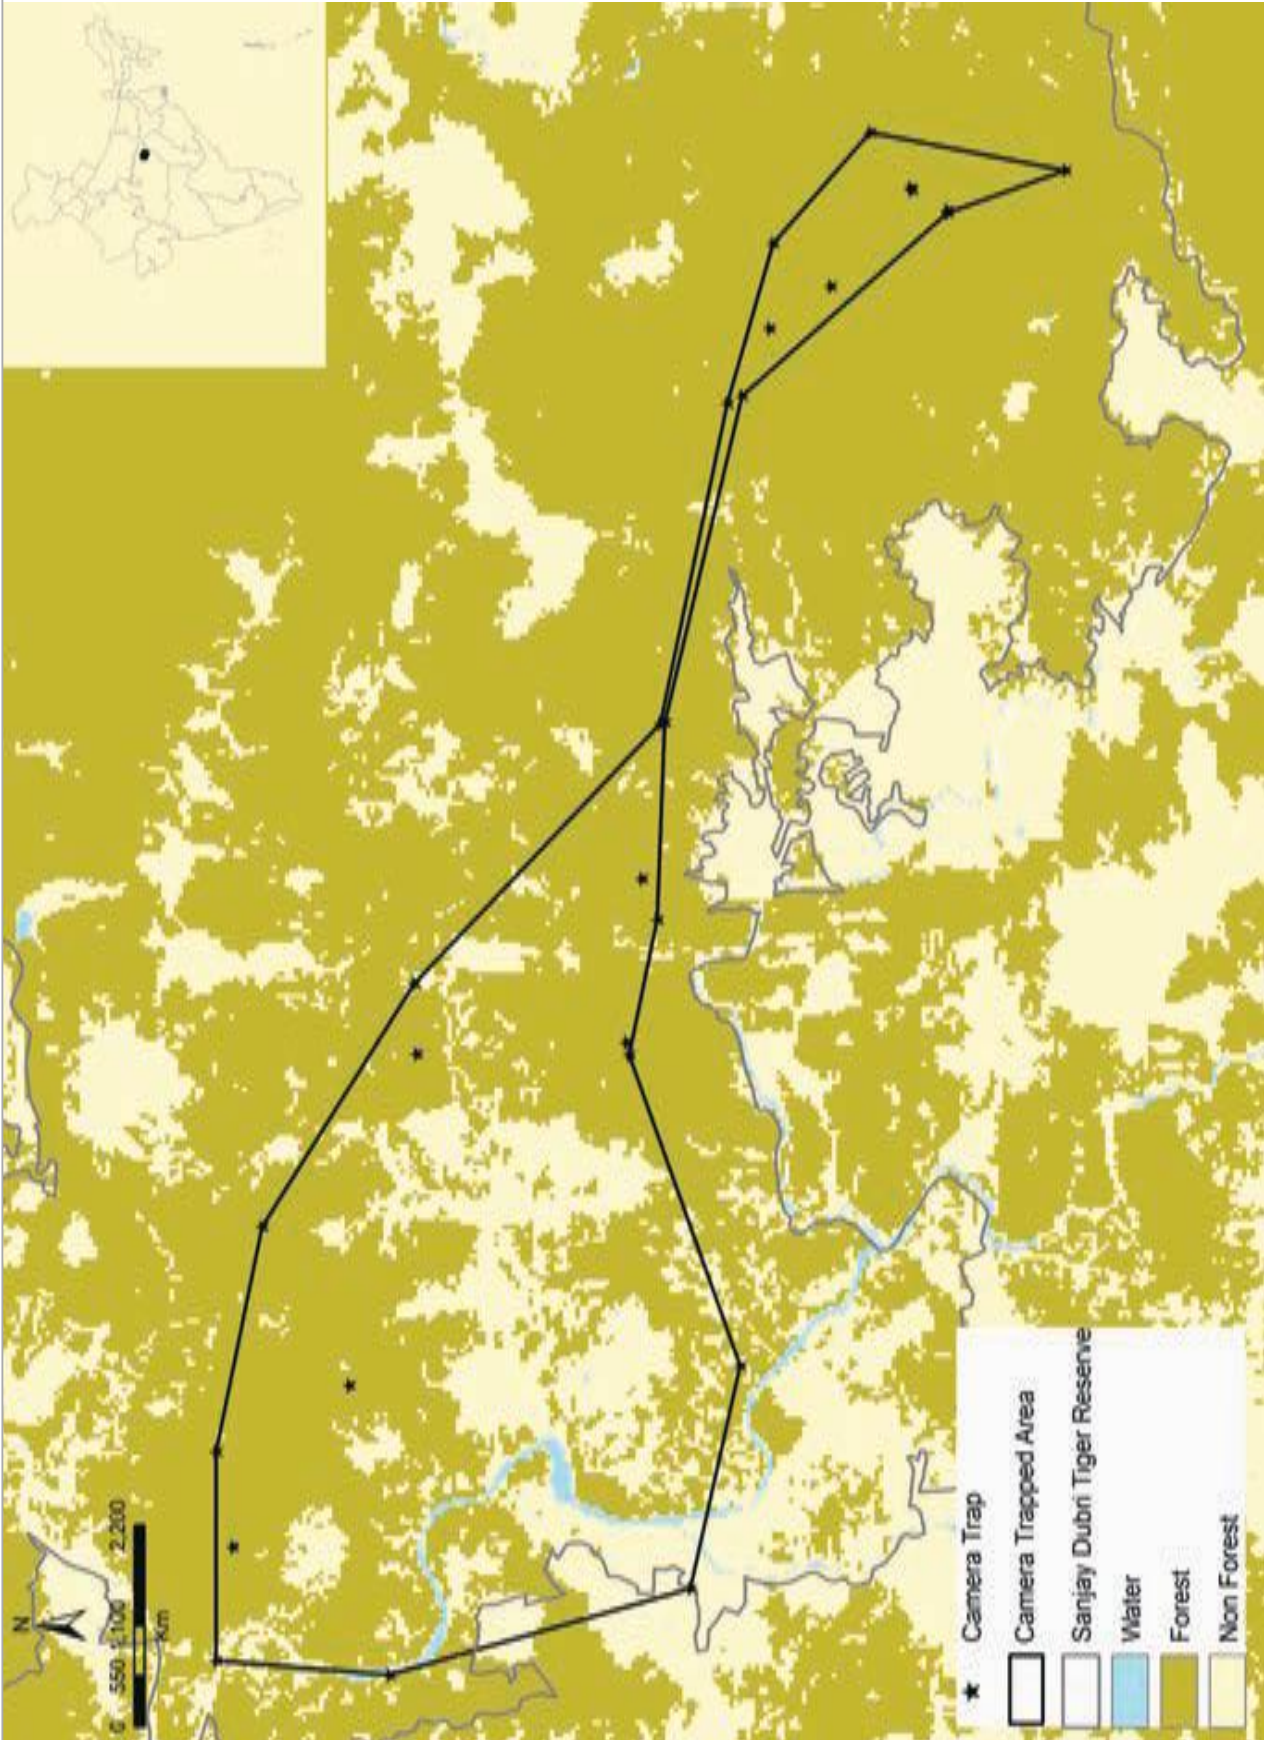 N
0 550 1,100 2,200
Km
Camera Trap
Camera Trapped Area
Sanjay Dubri Tiger Reserve
Water
Forest
Non Forest